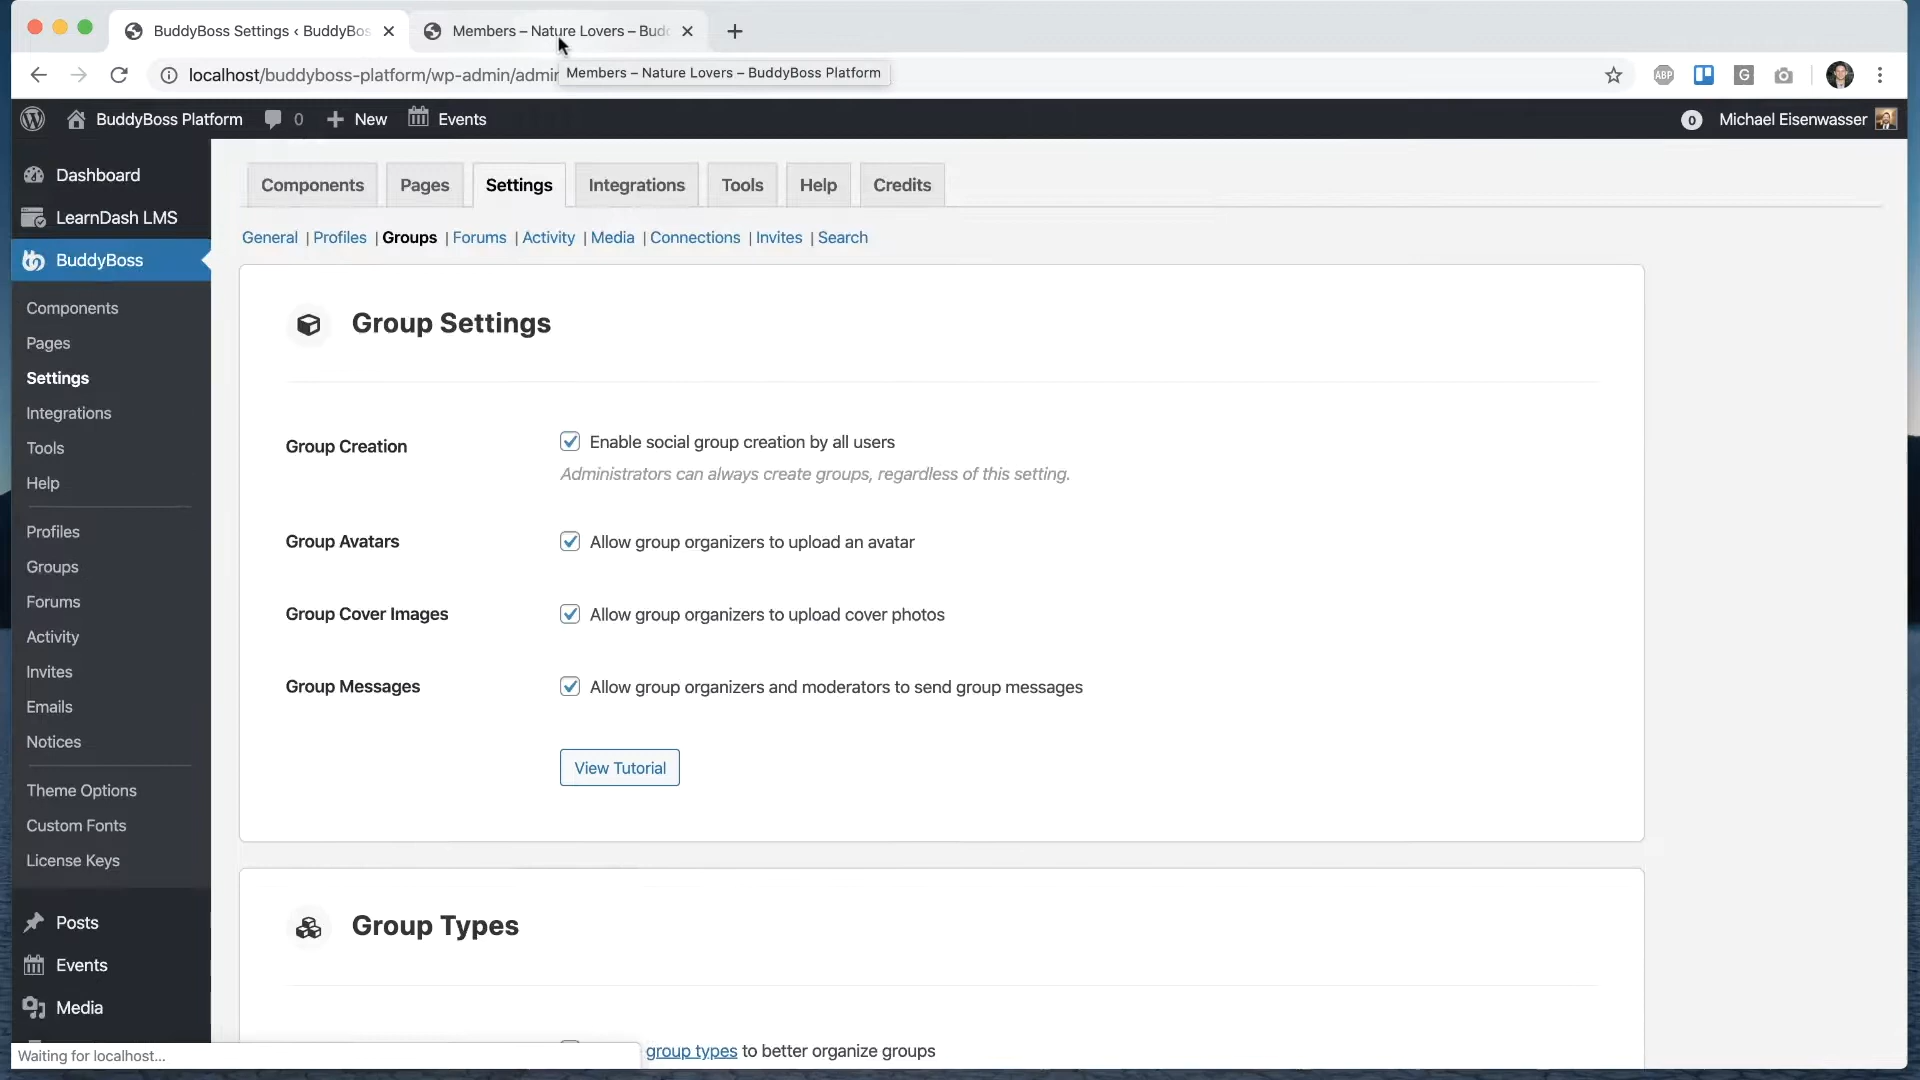 BuddyBoss Settings ‹ BuddyBos
Members – Nature Lovers – Budd
localhost/buddyboss-platform/wp-admin/admin
Members – Nature Lovers – BuddyBoss Platform
ABP
G
BuddyBoss Platform
0
New
Events
0
Michael Eisenwasser
Dashboard
LearnDash LMS
BuddyBoss
Components
Pages
Settings
Integrations
Tools
Help
Profiles
Groups
Forums
Activity
Invites
Emails
Notices
Theme Options
Custom Fonts
License Keys
Posts
Events
Media
Components
Pages
Settings
Integrations
Tools
Help
Credits
General | Profiles | Groups | Forums | Activity | Media | Connections | Invites | Search
Group Settings
Group Creation
Enable social group creation by all users
Administrators can always create groups, regardless of this setting.
Group Avatars
Allow group organizers to upload an avatar
Group Cover Images
Allow group organizers to upload cover photos
Group Messages
Allow group organizers and moderators to send group messages
View Tutorial
Group Types
group types to better organize groups
Waiting for localhost...